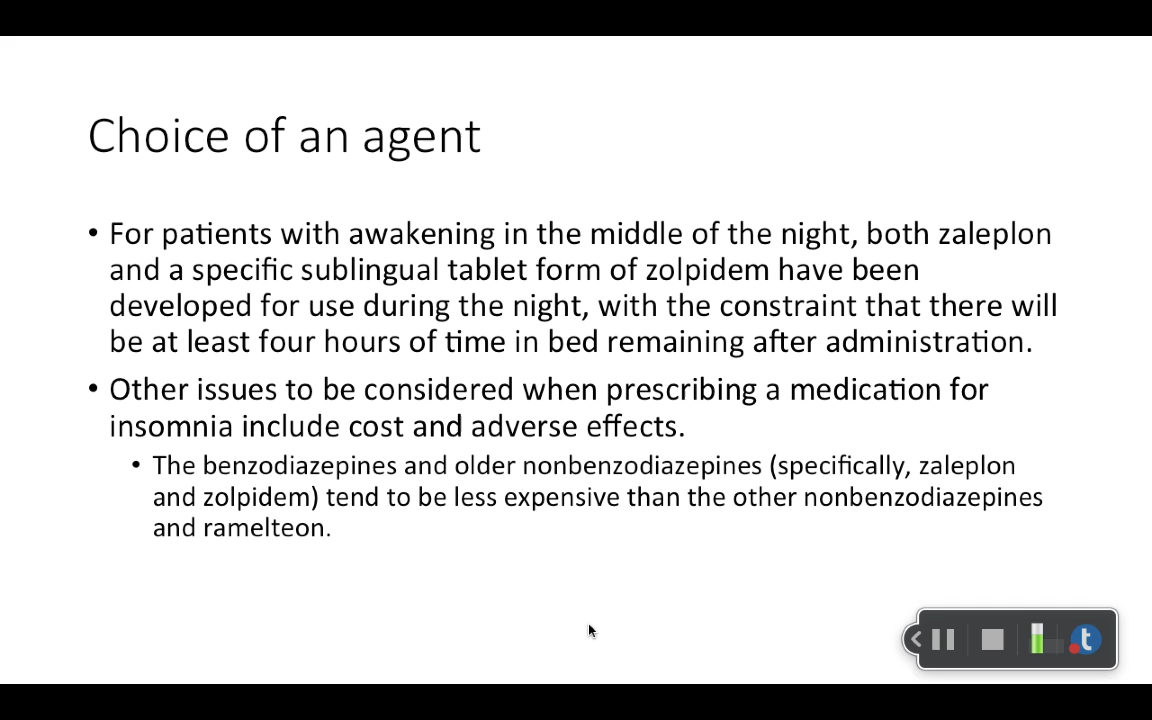 Choice of an agent
• For patients with awakening in the middle of the night, both zaleplon
and a specific sublingual tablet form of zolpidem have been
developed for use during the night, with the constraint that there will
be at least four hours of time in bed remaining after administration.
• Other issues to be considered when prescribing a medication for
insomnia include cost and adverse effects.
• The benzodiazepines and older nonbenzodiazepines (specifically, zaleplon
and zolpidem) tend to be less expensive than the other nonbenzodiazepines
and ramelteon.
t